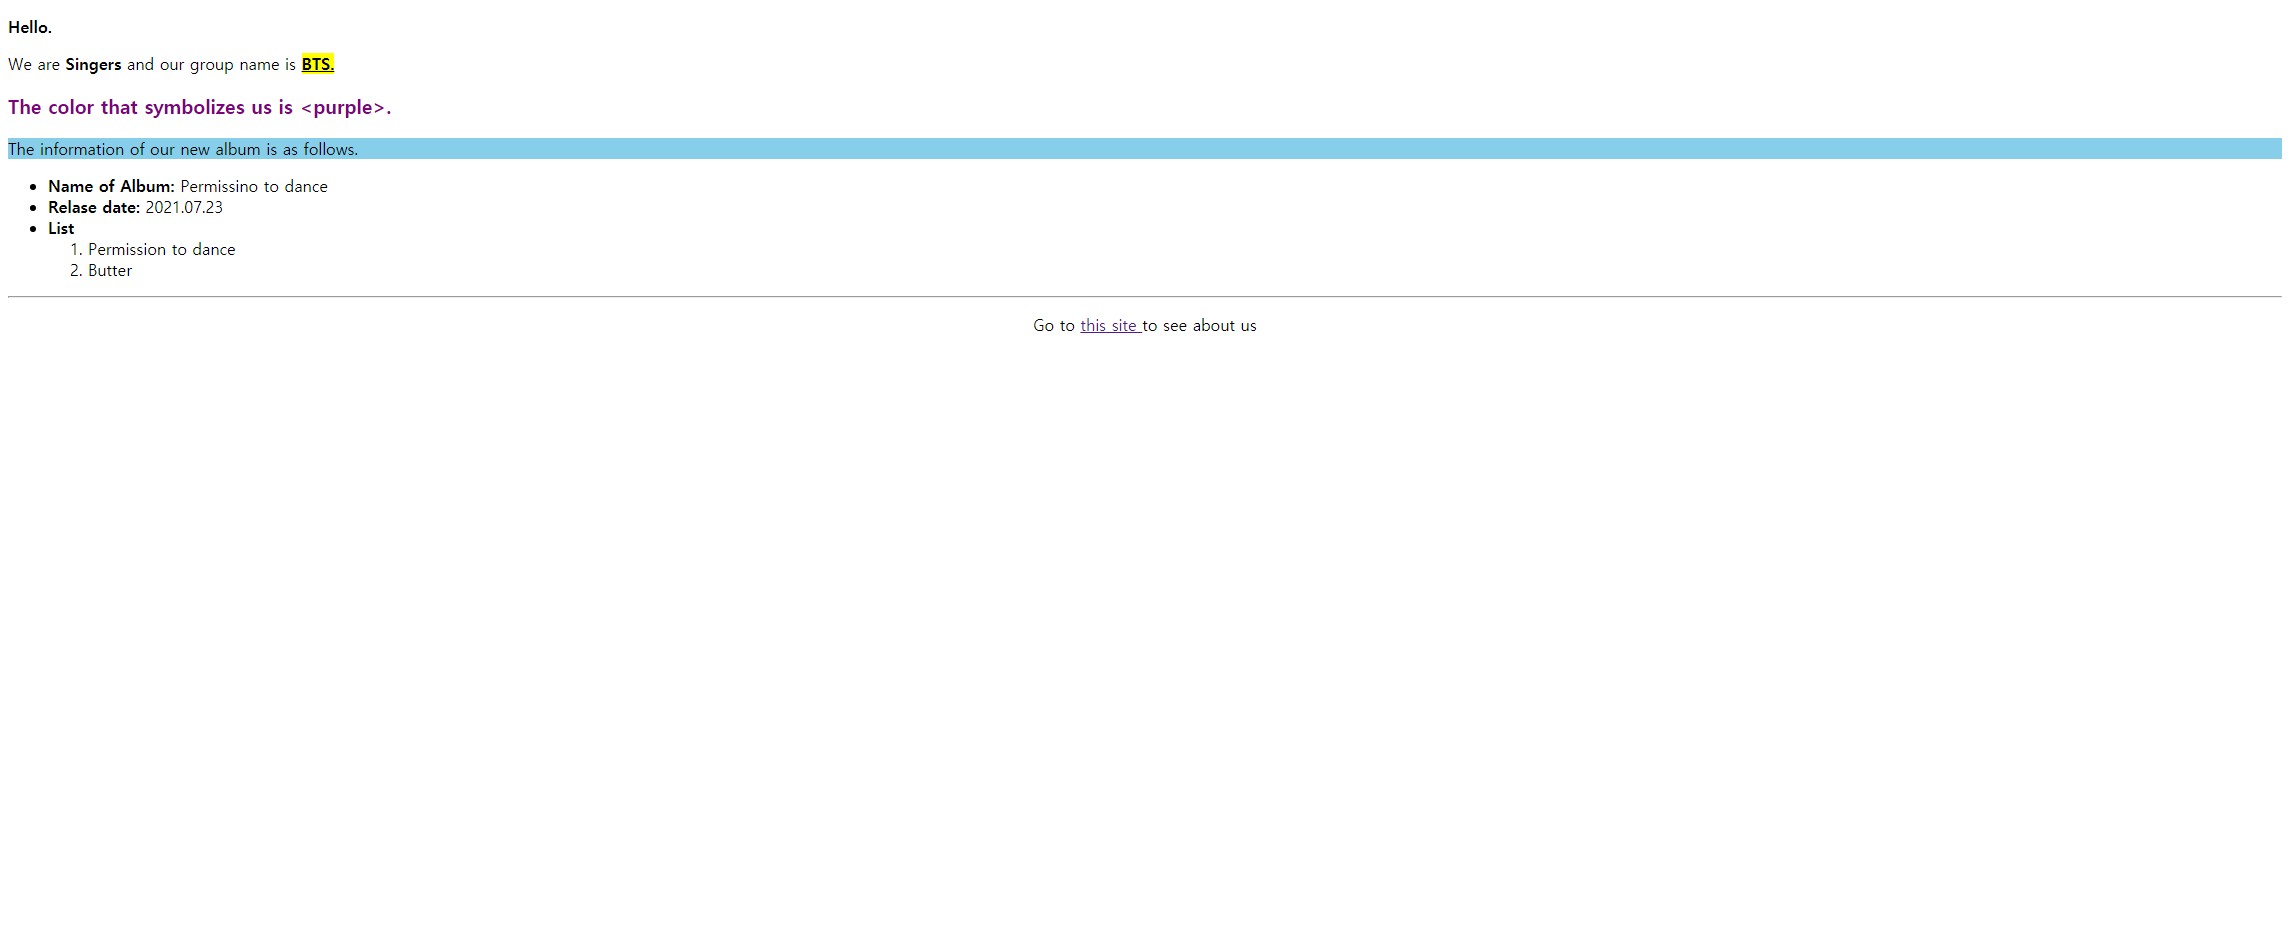 Hello.
We are Singers and our group name is BTS.
The color that symbolizes us is <purple>.
The information of our new album is as follows.
• Name of Album: Permissino to dance
• Relase date: 2021.07.23
• List
1. Permission to dance
2. Butter
Go to this site to see about us